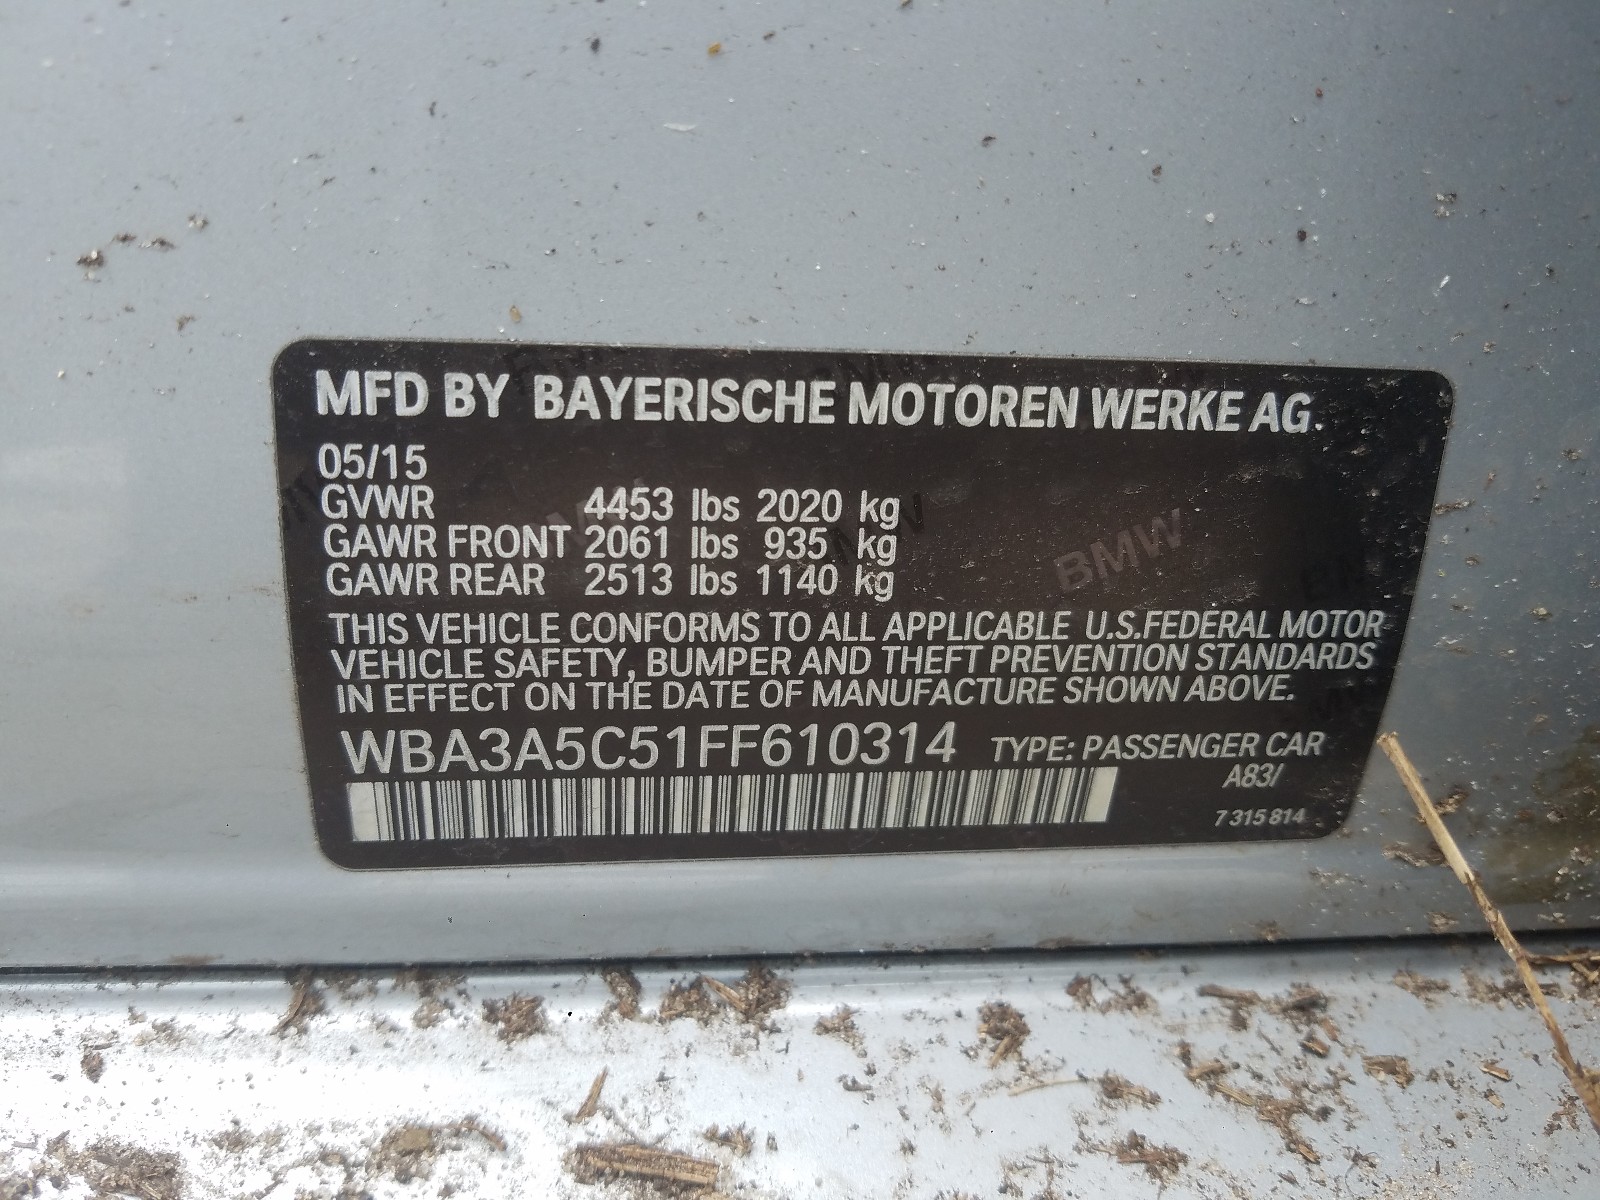 MFD BY BAYERISCHE MOTOREN WERKE AG.
05/15
GVWR 4453 lbs 2020 kg
GAWR FRONT 2061 lbs 935 kg
GAWR REAR 2513 lbs 1140 kg
BMW
THIS VEHICLE CONFORMS TO ALL APPLICABLE U.S.FEDERAL MOTOR
VEHICLE SAFETY, BUMPER AND THEFT PREVENTION STANDARDS
IN EFFECT ON THE DATE OF MANUFACTURE SHOWN ABOVE.
WBA3A5C51FF610314 TYPE: PASSENGER CAR
A83/
7 315 814